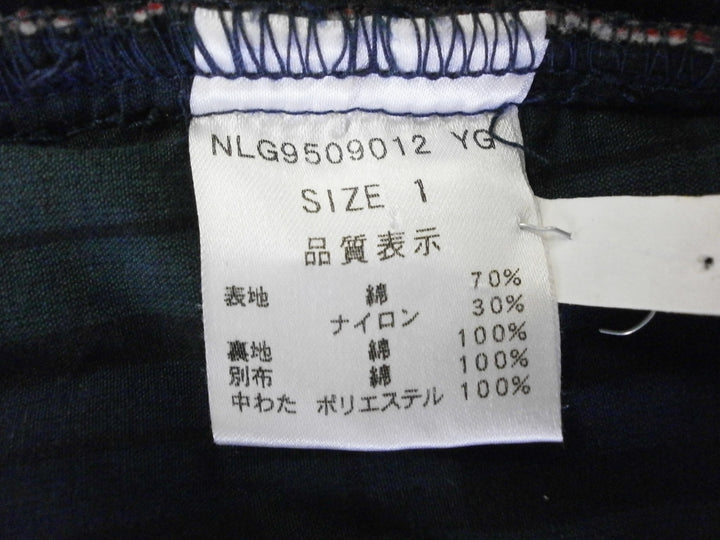 NLG9509012 YG
SIZE 1
品質表示
表地 綿 70%
ナイロン 30%
裏地 綿 100%
別布 綿 100%
中わた ポリエステル 100%